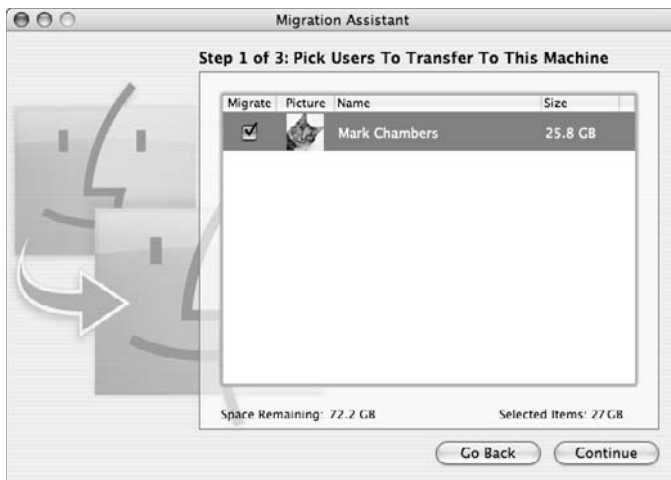 Migration Assistant
Step 1 of 3: Pick Users To Transfer To This Machine
Migrate Picture Name Size
Mark Chambers 25.8 GB
Space Remaining: 72.2 GB Selected Items: 27 GB
Go Back Continue